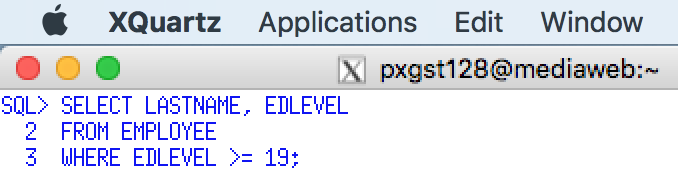 XQuartz Applications Edit Window
pxgst128@mediaweb:~
SQL> SELECT LASTNAME, EDLEVEL
2 FROM EMPLOYEE
3 WHERE EDLEVEL >= 19;